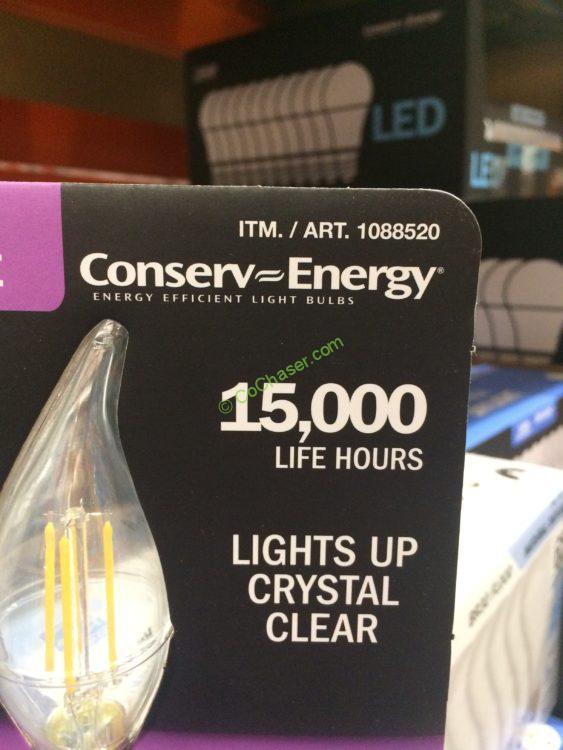 LED
LED
ITM. / ART. 1088520
Conserv~Energy®
ENERGY EFFICIENT LIGHT BULBS
© CoChaser.com
15,000
LIFE HOURS
LIGHTS UP
CRYSTAL
CLEAR